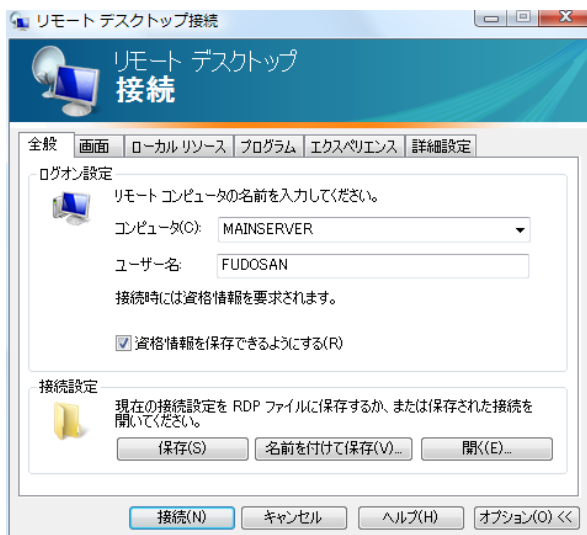 リモート デスクトップ接続
リモート デスクトップ
接続
全般 画面 ローカル リソース プログラム エクスペリエンス 詳細設定
ログオン設定
リモート コンピュータの名前を入力してください。
コンピュータ(C): MAINSERVER
ユーザー名: FUDOSAN
接続時には資格情報を要求されます。
資格情報を保存できるようにする(R)
接続設定
現在の接続設定を RDP ファイルに保存するか、または保存された接続を
開いてください。
保存(S) 名前を付けて保存(V)... 開く(E)...
接続(N) キャンセル ヘルプ(H) オプション(O) <<